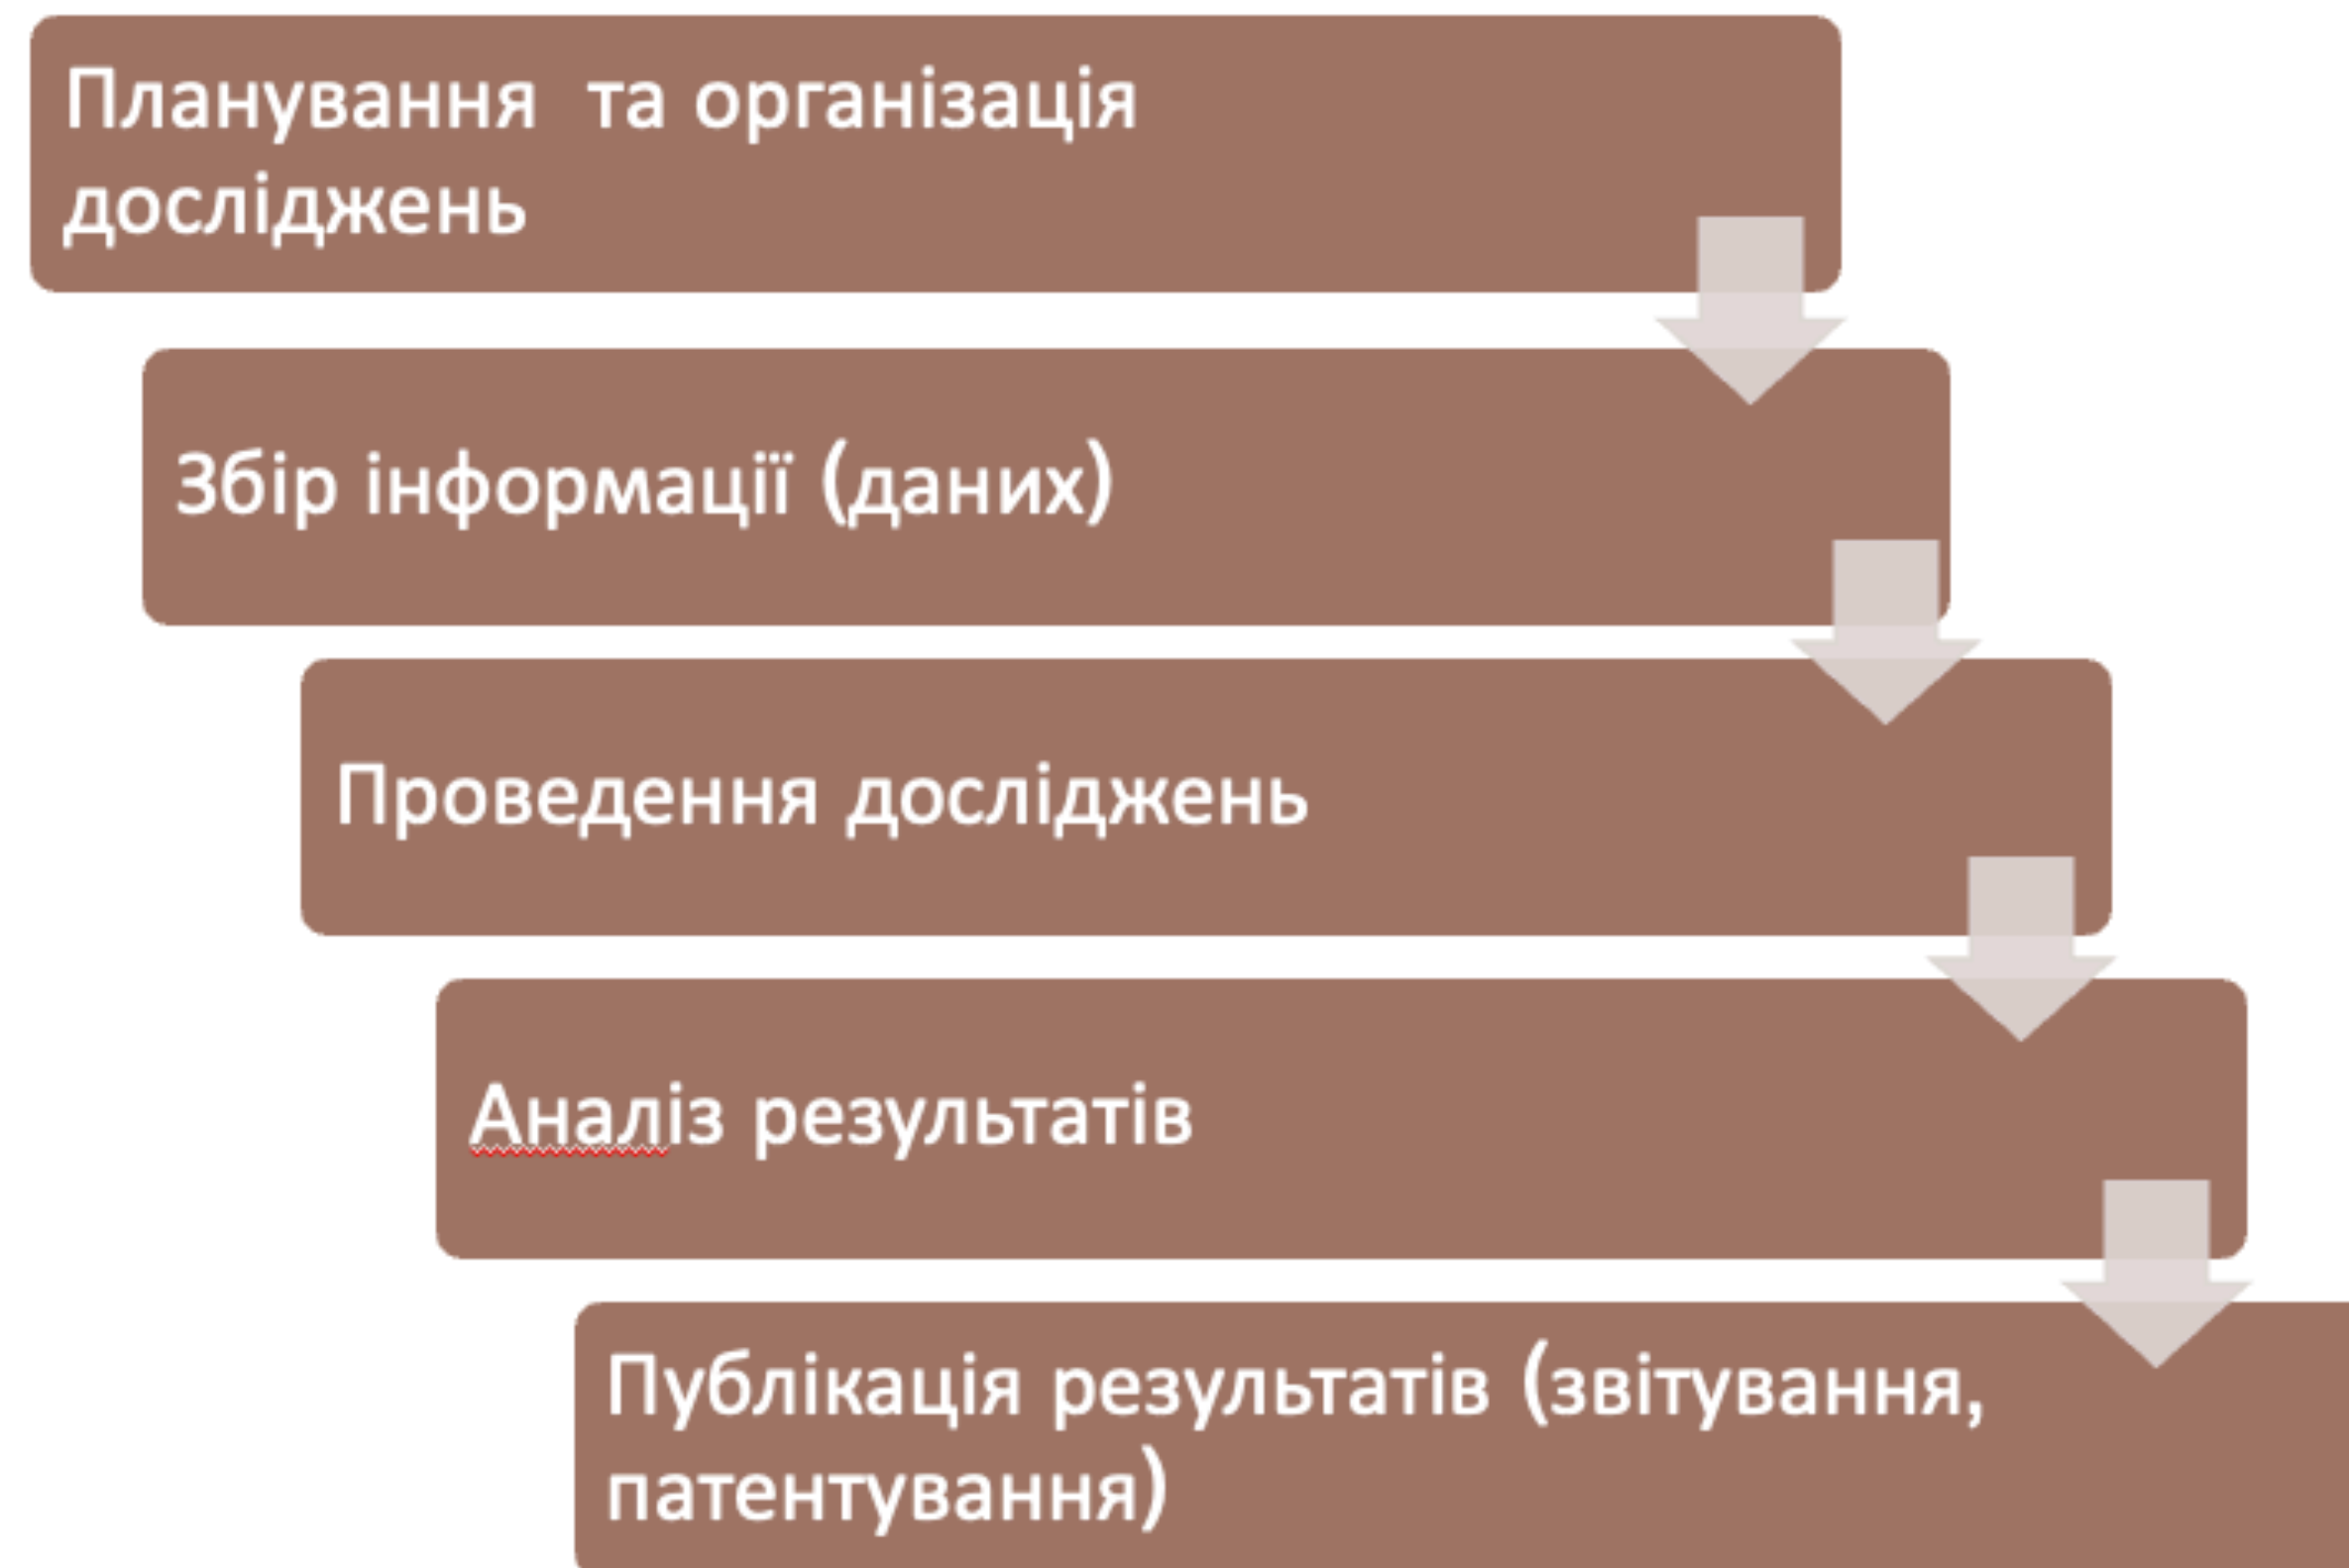 Планування та організація
досліджень
Збір інформації (даних)
Проведення досліджень
Аналіз результатів
Публікація результатів (звітування,
патентування)